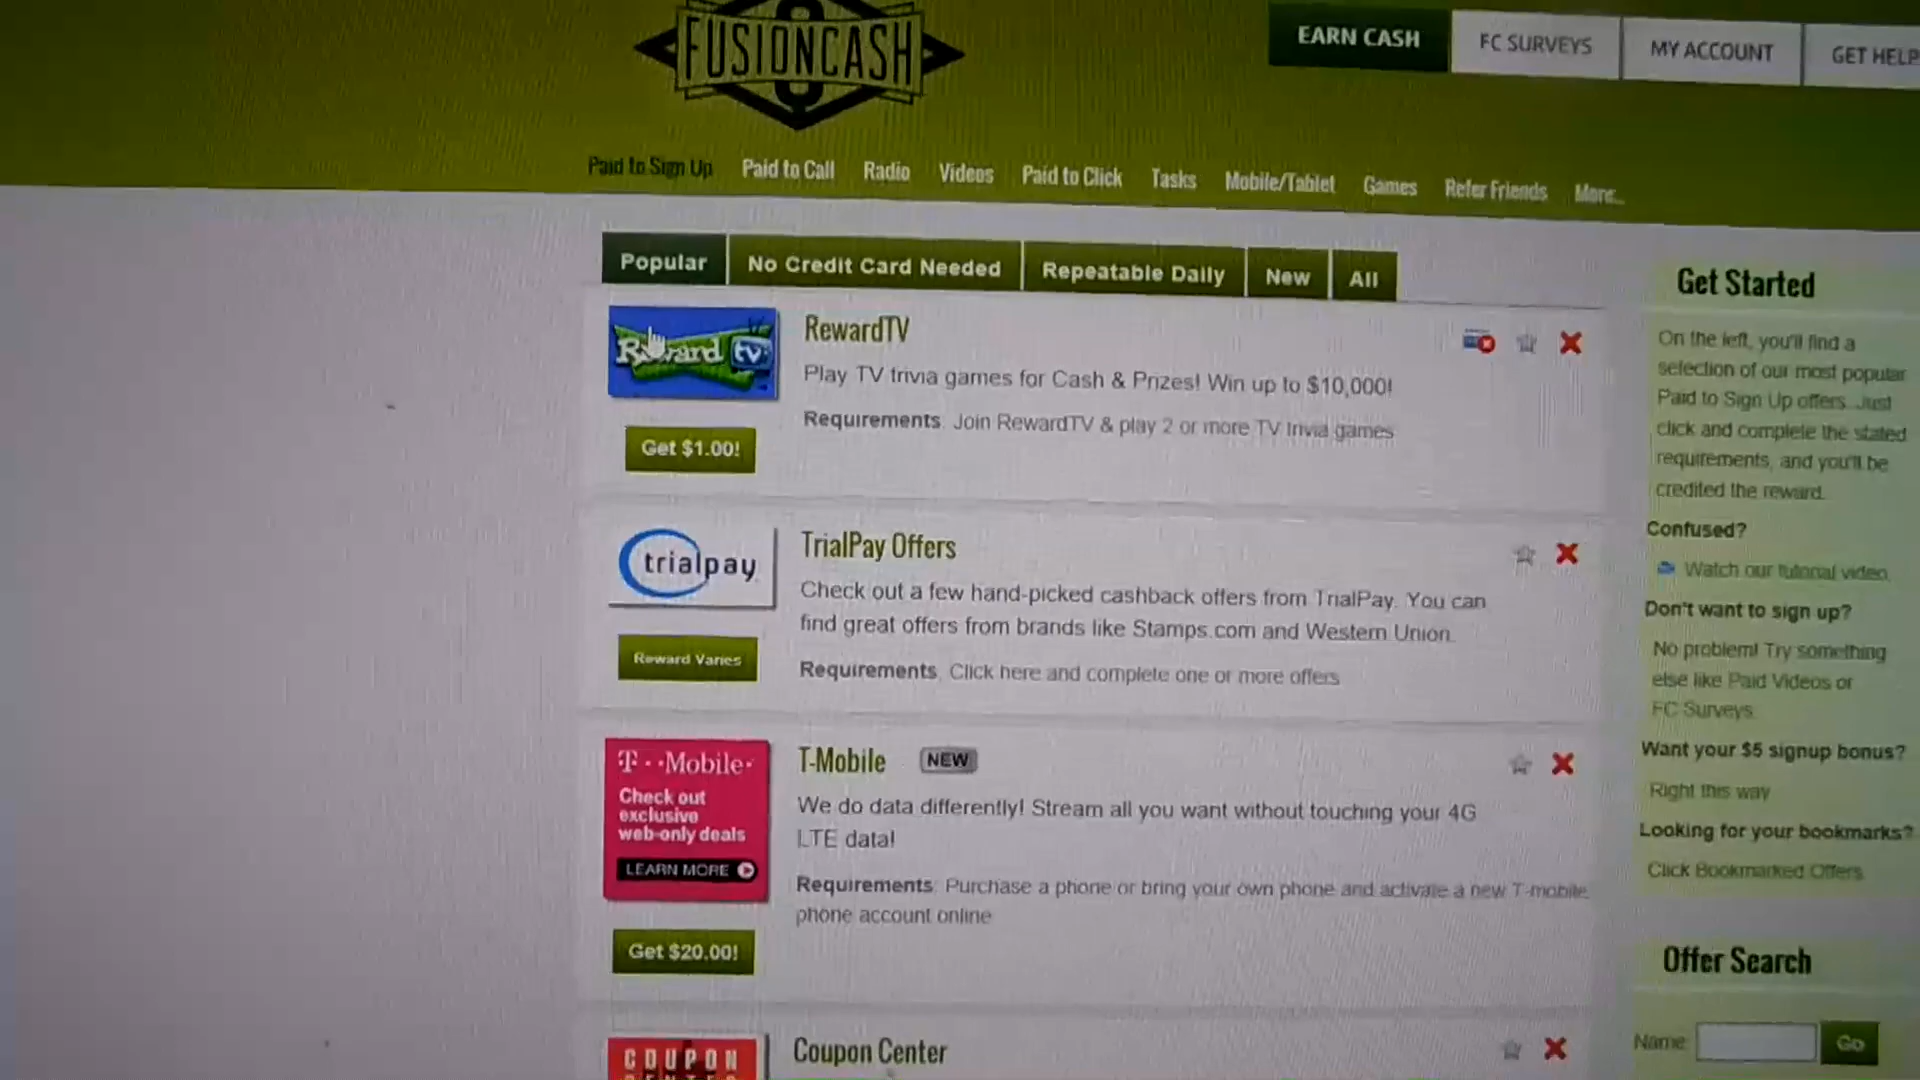 FUSIONCASH
EARN CASH
FC SURVEYS
MY ACCOUNT
GET HELP
Paid to Sign Up
Paid to Call
Radio
Videos
Paid to Click
Tasks
Mobile/Tablet
Games
Refer Friends
More...
Popular
No Credit Card Needed
Repeatable Daily
New
All
Reward tv
Get $1.00!
RewardTV
Play TV trivia games for Cash & Prizes! Win up to $10,000!
Requirements: Join RewardTV & play 2 or more TV trivia games
trialpay
Reward Varies
TrialPay Offers
Check out a few hand-picked cashback offers from TrialPay. You can
find great offers from brands like Stamps.com and Western Union.
Requirements: Click here and complete one or more offers
T··Mobile·
Check out
exclusive
web-only deals
LEARN MORE
Get $20.00!
T-Mobile NEW
We do data differently! Stream all you want without touching your 4G
LTE data!
Requirements: Purchase a phone or bring your own phone and activate a new T-mobile
phone account online
COUPON
Coupon Center
Get Started
On the left, you'll find a
selection of our most popular
Paid to Sign Up offers. Just
click and complete the stated
requirements, and you'll be
credited the reward.
Confused?
Watch our tutorial video.
Don't want to sign up?
No problem! Try something
else like Paid Videos or
FC Surveys.
Want your $5 signup bonus?
Right this way
Looking for your bookmarks?
Click Bookmarked Offers
Offer Search
Name:
Go